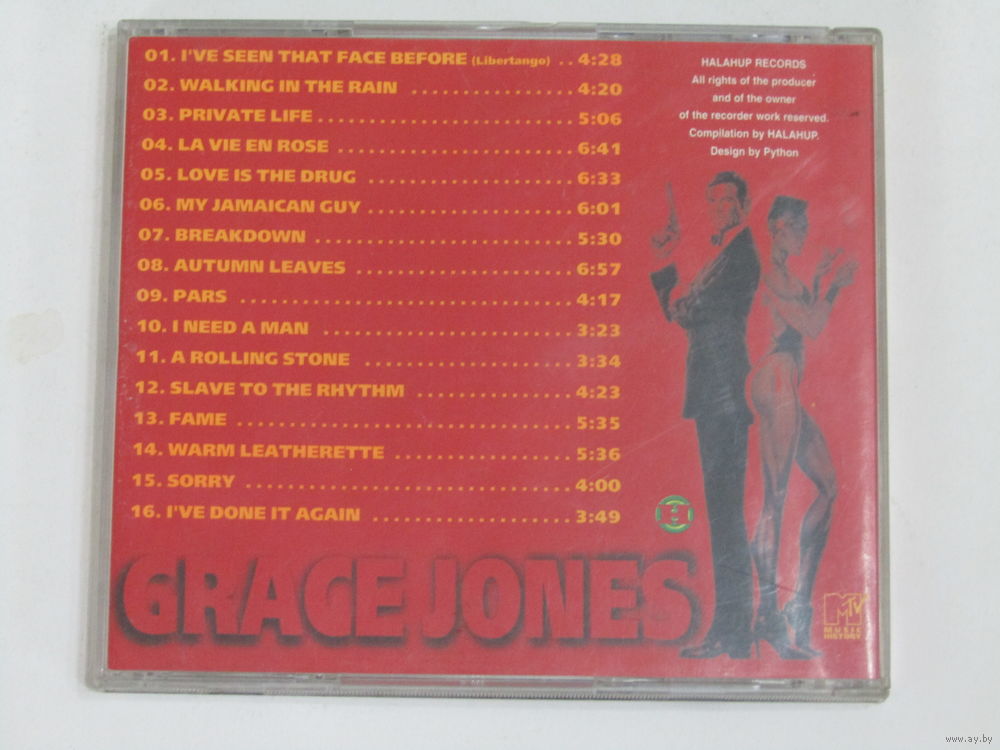 01. I'VE SEEN THAT FACE BEFORE (Libertango) .. 4:28
02. WALKING IN THE RAIN ................ 4:20
03. PRIVATE LIFE ........................ 5:06
04. LA VIE EN ROSE ...................... 6:41
05. LOVE IS THE DRUG ................... 6:33
06. MY JAMAICAN GUY ................... 6:01
07. BREAKDOWN ........................ 5:30
08. AUTUMN LEAVES .................... 6:57
09. PARS ............................... 4:17
10. I NEED A MAN ....................... 3:23
11. A ROLLING STONE ................... 3:34
12. SLAVE TO THE RHYTHM .............. 4:23
13. FAME ............................... 5:35
14. WARM LEATHERETTE ................ 5:36
15. SORRY .............................. 4:00
16. I'VE DONE IT AGAIN .................. 3:49
HALAHUP RECORDS
All rights of the producer
and of the owner
of the recorder work reserved.
Compilation by HALAHUP.
Design by Python
H
GRACE JONES
MTV
MUSIC
HISTORY
www.ay.by